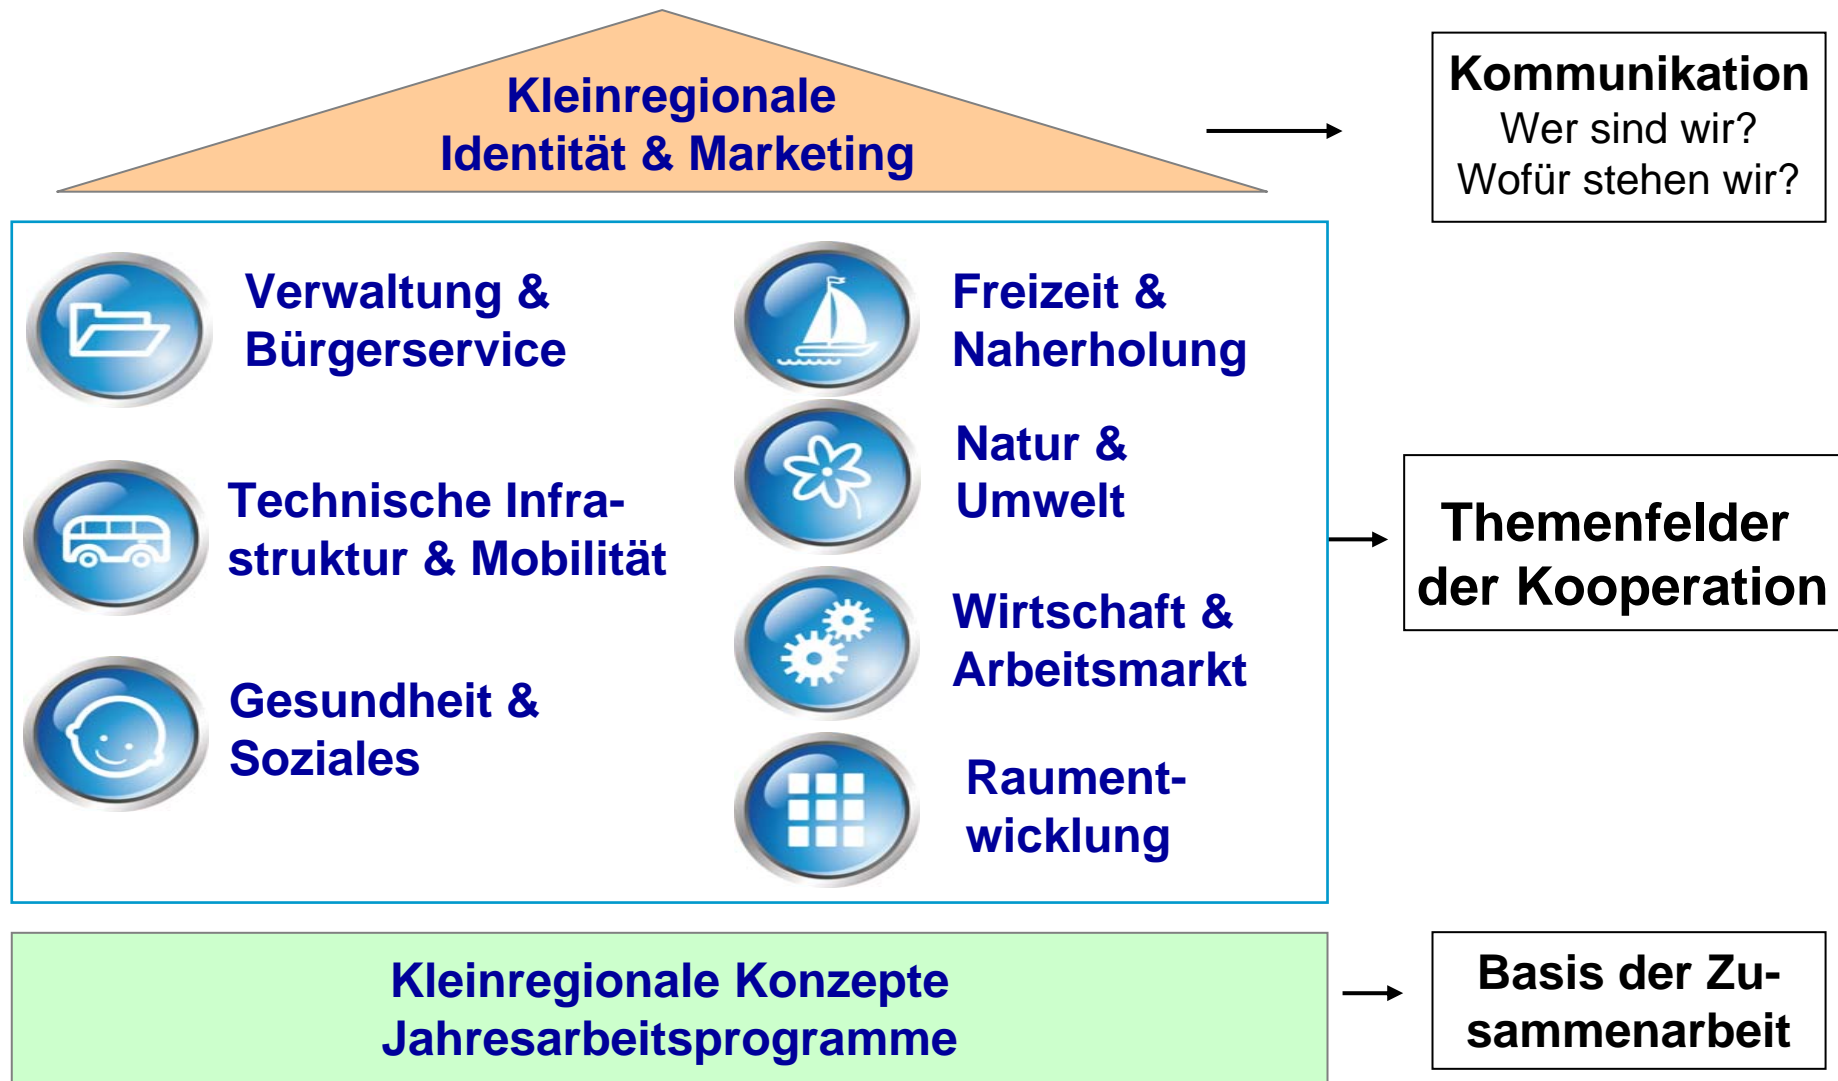 Kleinregionale
Identität & Marketing
Kommunikation
Wer sind wir?
Wofür stehen wir?
Verwaltung &
Bürgerservice
Technische Infra-
struktur & Mobilität
Gesundheit &
Soziales
Freizeit &
Naherholung
Natur &
Umwelt
Wirtschaft &
Arbeitsmarkt
Raument-
wicklung
Themenfelder
der Kooperation
Kleinregionale Konzepte
Jahresarbeitsprogramme
Basis der Zu-
sammenarbeit